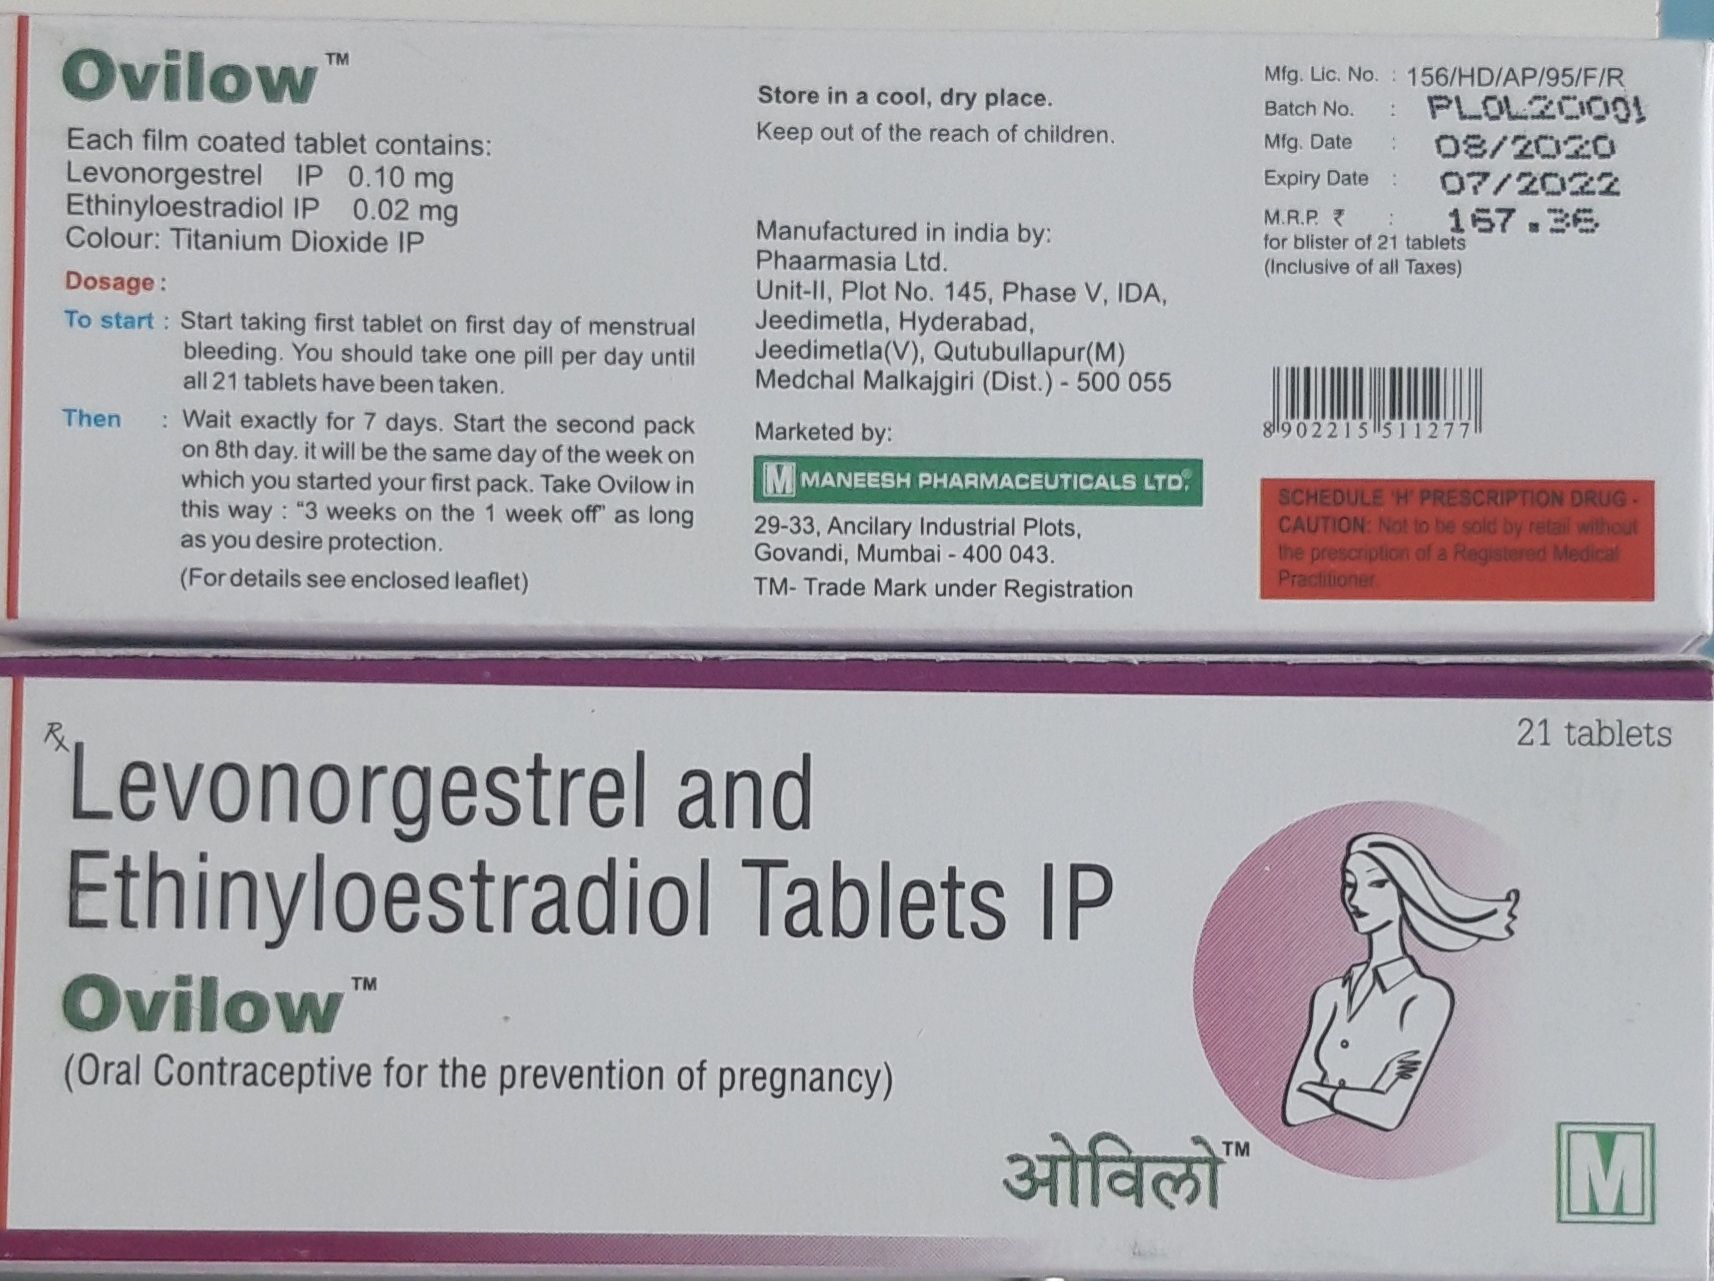 Ovilow™
Each film coated tablet contains:
Levonorgestrel IP 0.10 mg
Ethinyloestradiol IP 0.02 mg
Colour: Titanium Dioxide IP
Dosage :
To start : Start taking first tablet on first day of menstrual
bleeding. You should take one pill per day until
all 21 tablets have been taken.
Then : Wait exactly for 7 days. Start the second pack
on 8th day. it will be the same day of the week on
which you started your first pack. Take Ovilow in
this way : “3 weeks on the 1 week off” as long
as you desire protection.
(For details see enclosed leaflet)
Store in a cool, dry place.
Keep out of the reach of children.
Manufactured in india by:
Phaarmasia Ltd.
Unit-II, Plot No. 145, Phase V, IDA,
Jeedimetla, Hyderabad,
Jeedimetla(V), Qutubullapur(M)
Medchal Malkajgiri (Dist.) - 500 055
Marketed by:
M MANEESH PHARMACEUTICALS LTD.®
29-33, Ancilary Industrial Plots,
Govandi, Mumbai - 400 043.
TM- Trade Mark under Registration
Mfg. Lic. No. : 156/HD/AP/95/F/R
Batch No. : PLOL20001
Mfg. Date : 08/2020
Expiry Date : 07/2022
M.R.P. ₹ : 167.36
for blister of 21 tablets
(Inclusive of all Taxes)
8902215511277
SCHEDULE 'H' PRESCRIPTION DRUG -
CAUTION: Not to be sold by retail without
the prescription of a Registered Medical
Practitioner.
21 tablets
Rx
Levonorgestrel and
Ethinyloestradiol Tablets IP
Ovilow™
(Oral Contraceptive for the prevention of pregnancy)
ओविलो™
M